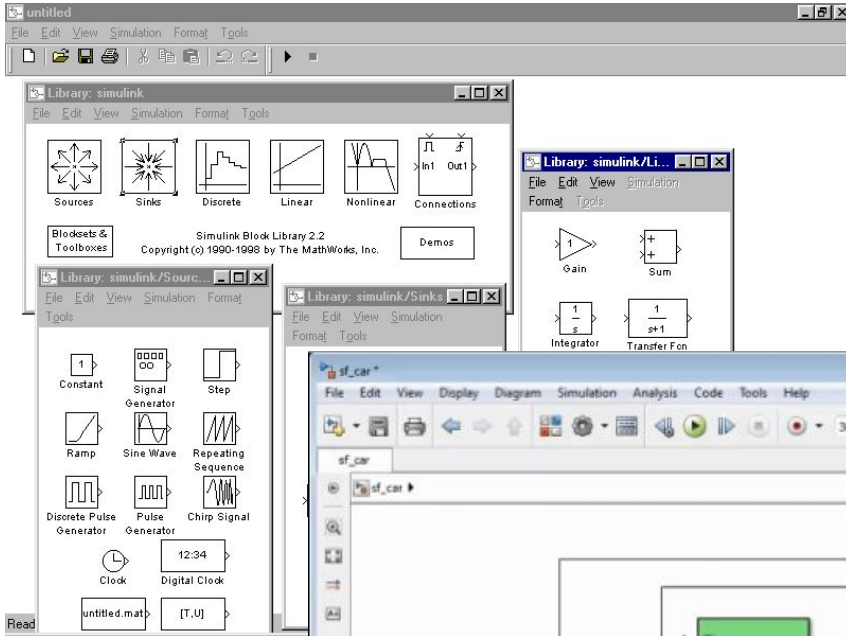 untitled
File Edit View Simulation Format Tools
Library: simulink
File Edit View Simulation Format Tools
In1 Out1
Sources Sinks Discrete Linear Nonlinear Connections
Blocksets &
Toolboxes
Simulink Block Library 2.2
Copyright (c) 1990-1998 by The MathWorks, Inc.
Demos
Library: simulink/Li...
File Edit View Simulation
Format Tools
1
Gain
+
+
Sum
1
s
Integrator
1
s+1
Transfer Fcn
Library: simulink/Sourc...
File Edit View Simulation Format
Tools
1
Constant
Signal
Generator
Step
Ramp
Sine Wave
Repeating
Sequence
Discrete Pulse
Generator
Pulse
Generator
Chirp Signal
Clock
12:34
Digital Clock
untitled.mat
[T,U]
Library: simulink/Sinks
File Edit View Simulation
Format Tools
sf_car *
File Edit View Display Diagram Simulation Analysis Code Tools Help
sf_car
sf_car
Read